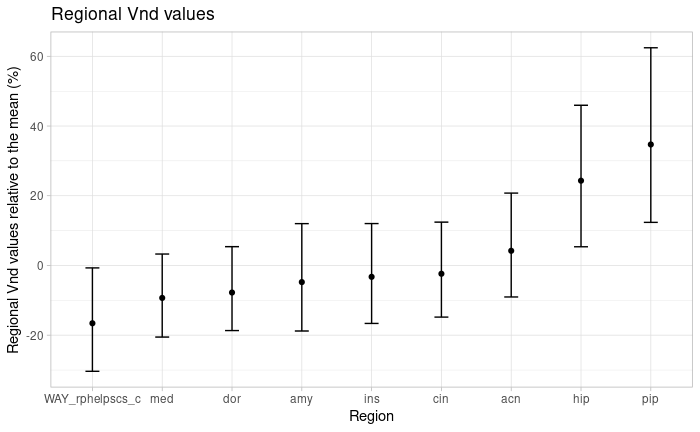 Regional Vnd values
Regional Vnd values relative to the mean (%)
60
40
20
0
-20
WAY_rphelpscs_c med dor amy ins cin acn hip pip
Region